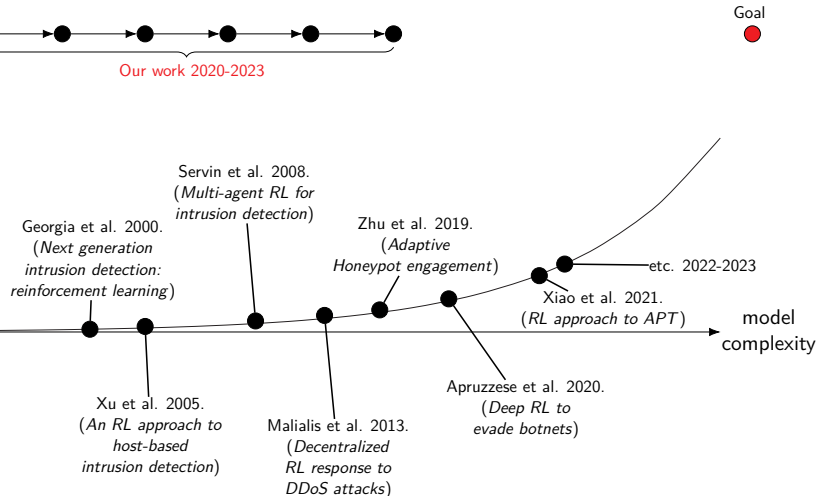 Goal
Our work 2020-2023
Servin et al. 2008.
(Multi-agent RL for
intrusion detection)
Georgia et al. 2000.
(Next generation
intrusion detection:
reinforcement learning)
Zhu et al. 2019.
(Adaptive
Honeypot engagement)
etc. 2022-2023
Xiao et al. 2021.
(RL approach to APT)
model
complexity
Apruzzese et al. 2020.
(Deep RL to
evade botnets)
Xu et al. 2005.
(An RL approach to
host-based
intrusion detection)
Malialis et al. 2013.
(Decentralized
RL response to
DDoS attacks)